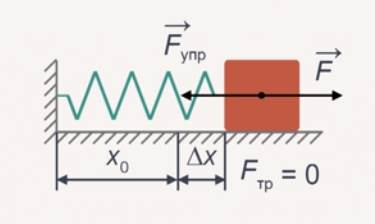 F⃗упр
F⃗
x₀
Δx
Fтр = 0